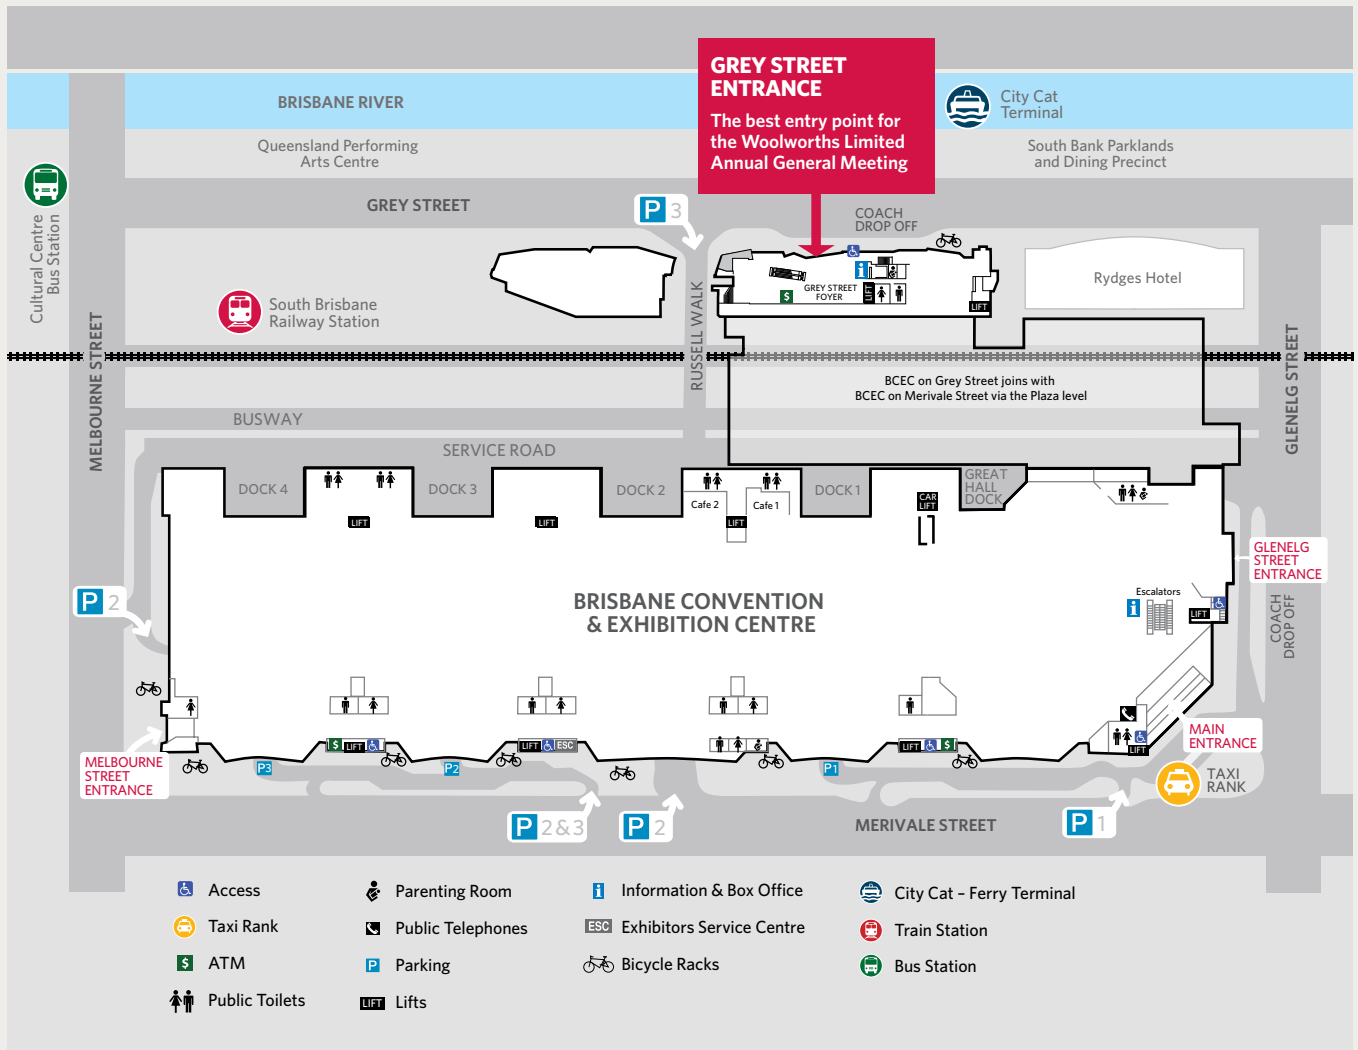 GREY STREET
ENTRANCE
The best entry point for
the Woolworths Limited
Annual General Meeting
BRISBANE RIVER
City Cat
Terminal
Queensland Performing
Arts Centre
South Bank Parklands
and Dining Precinct
Cultural Centre
Bus Station
GREY STREET
P 3
COACH
DROP OFF
South Brisbane
Railway Station
MELBOURNE STREET
RUSSELL WALK
i
$
GREY STREET
FOYER
LIFT
LIFT
Rydges Hotel
GLENELG STREET
BCEC on Grey Street joins with
BCEC on Merivale Street via the Plaza level
BUSWAY
SERVICE ROAD
DOCK 4
DOCK 3
DOCK 2
DOCK 1
GREAT
HALL
DOCK
Cafe 2
Cafe 1
CAR
LIFT
LIFT
LIFT
LIFT
GLENELG
STREET
ENTRANCE
COACH
DROP OFF
Escalators
i
LIFT
P 2
BRISBANE CONVENTION
& EXHIBITION CENTRE
MELBOURNE
STREET
ENTRANCE
$ LIFT
LIFT ESC
LIFT $
LIFT
MAIN
ENTRANCE
P3
P2
P1
TAXI
RANK
P 2 & 3
P 2
MERIVALE STREET
P 1
Access
Taxi Rank
$ ATM
Public Toilets
Parenting Room
Public Telephones
P Parking
LIFT Lifts
i Information & Box Office
ESC Exhibitors Service Centre
Bicycle Racks
City Cat – Ferry Terminal
Train Station
Bus Station